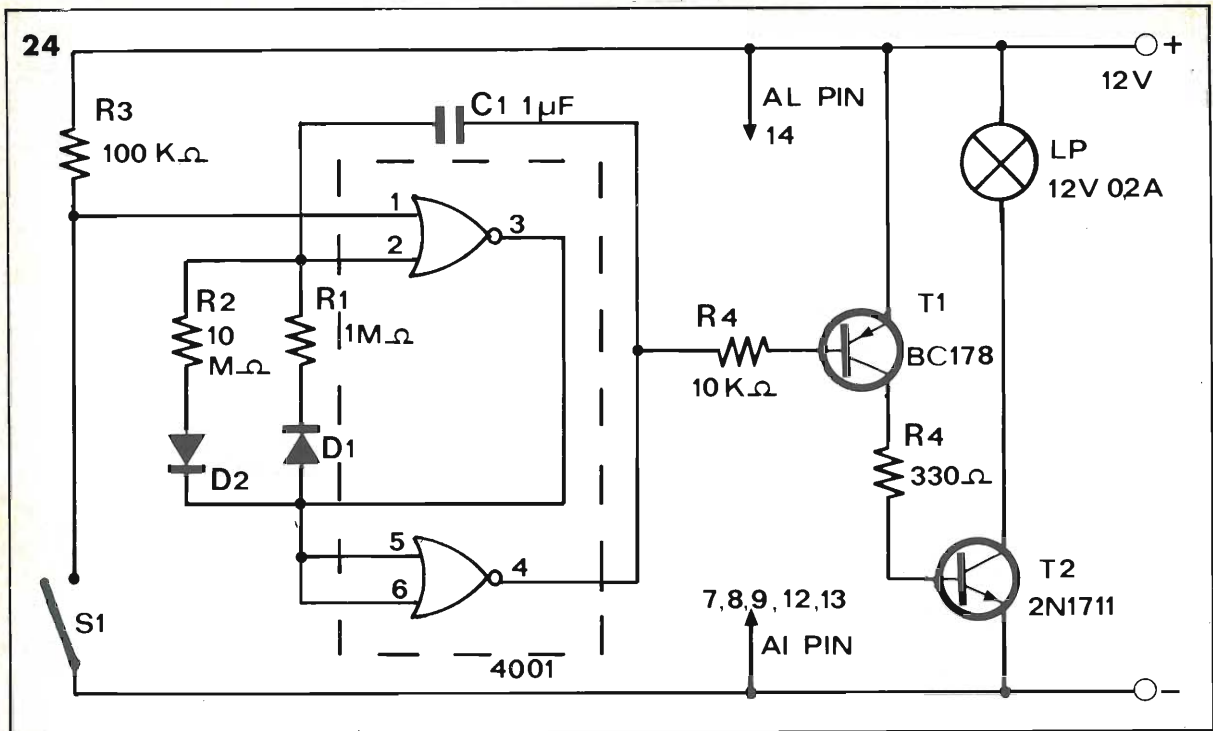 24
+
12V
R3
100 KΩ
C1 1µF
AL PIN
14
LP
12V 0,2A
1
2
3
R2
10
MΩ
R1
1MΩ
D2
D1
R4
10 KΩ
T1
BC178
R4
330Ω
5
6
4
4001
S1
7,8,9,12,13
AI PIN
T2
2N1711
−